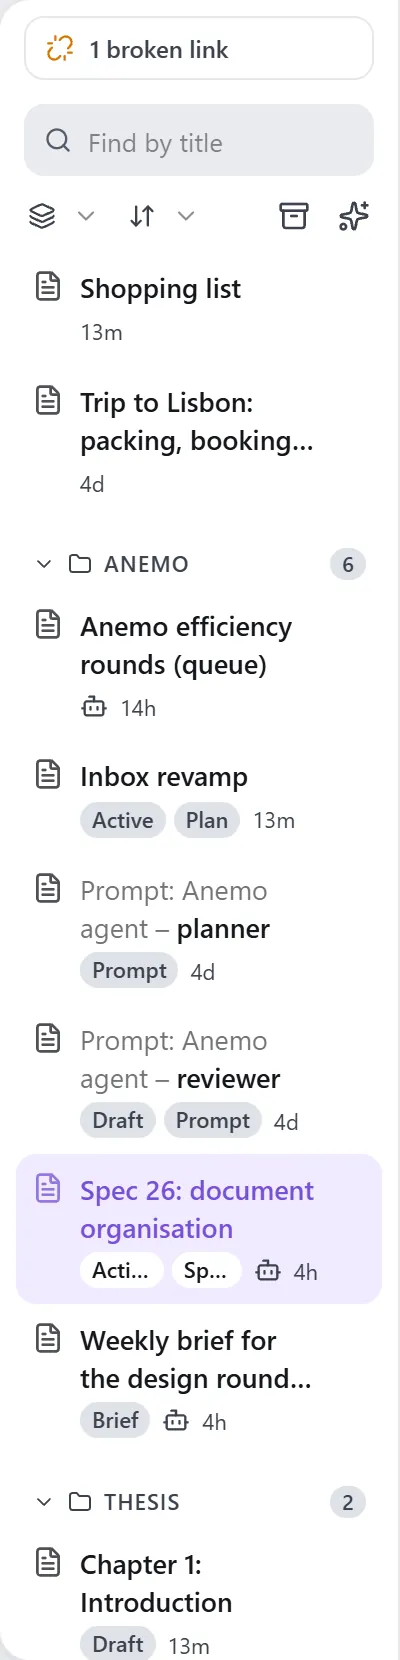 1 broken link
Find by title
Shopping list
13m
Trip to Lisbon:
packing, booking...
4d
ANEMO 6
Anemo efficiency
rounds (queue)
14h
Inbox revamp
Active Plan 13m
Prompt: Anemo
agent – planner
Prompt 4d
Prompt: Anemo
agent – reviewer
Draft Prompt 4d
Spec 26: document
organisation
Acti... Sp... 4h
Weekly brief for
the design round...
Brief 4h
THESIS 2
Chapter 1:
Introduction
Draft 13m